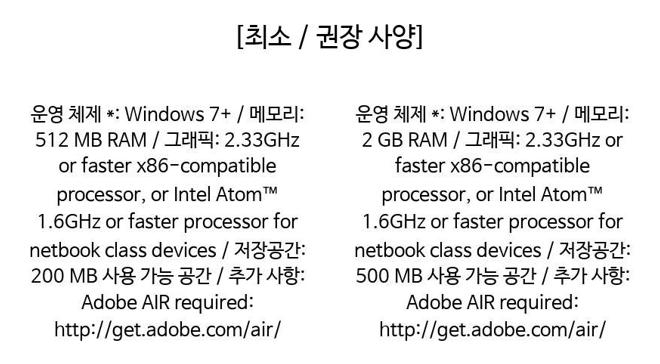 [최소 / 권장 사양]
운영 체제 *: Windows 7+ / 메모리:
512 MB RAM / 그래픽: 2.33GHz
or faster x86-compatible
processor, or Intel Atom™
1.6GHz or faster processor for
netbook class devices / 저장공간:
200 MB 사용 가능 공간 / 추가 사항:
Adobe AIR required:
http://get.adobe.com/air/
운영 체제 *: Windows 7+ / 메모리:
2 GB RAM / 그래픽: 2.33GHz or
faster x86-compatible
processor, or Intel Atom™
1.6GHz or faster processor for
netbook class devices / 저장공간:
500 MB 사용 가능 공간 / 추가 사항:
Adobe AIR required:
http://get.adobe.com/air/